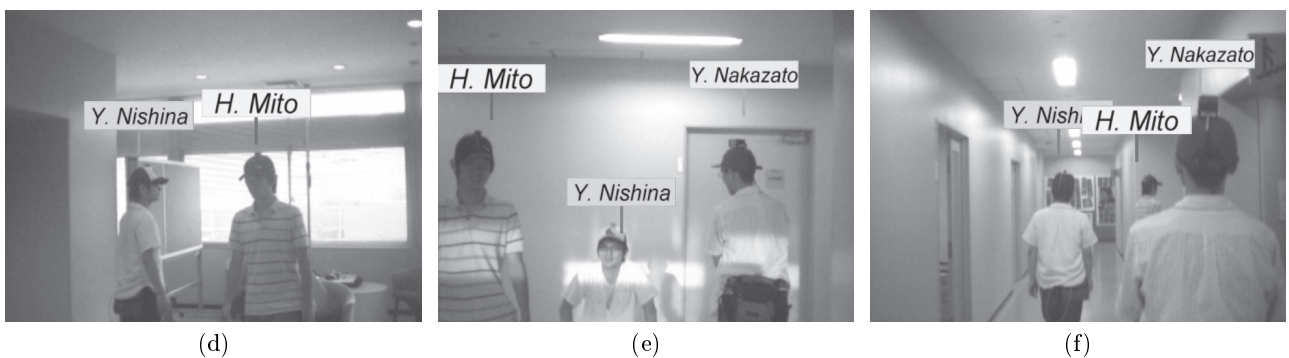 Y. Nishina
H. Mito
H. Mito
Y. Nakazato
Y. Nishina
Y. Nakazato
Y. Nishi
H. Mito
(d)
(e)
(f)